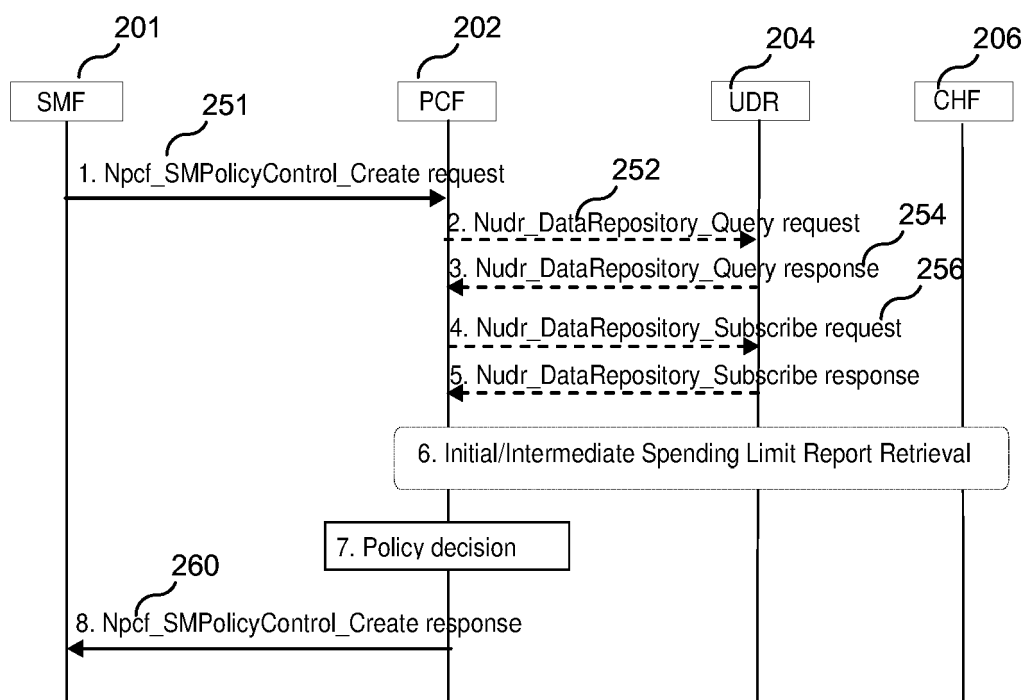 201
202
204
206
SMF
PCF
UDR
CHF
251
1. Npcf_SMPolicyControl_Create request
252
2. Nudr_DataRepository_Query request
254
3. Nudr_DataRepository_Query response
256
4. Nudr_DataRepository_Subscribe request
5. Nudr_DataRepository_Subscribe response
6. Initial/Intermediate Spending Limit Report Retrieval
7. Policy decision
260
8. Npcf_SMPolicyControl_Create response